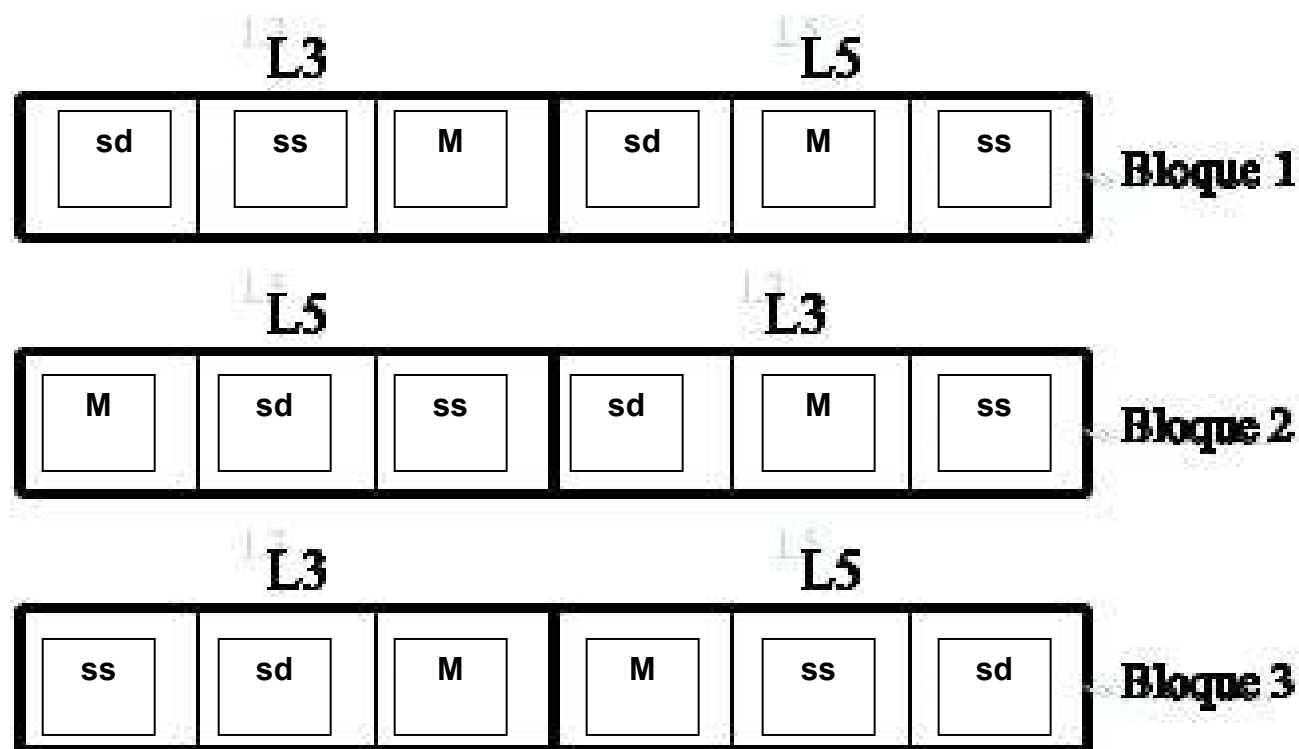 L3 L5
sd ss M sd M ss Bloque 1
L5 L3
M sd ss sd M ss Bloque 2
L3 L5
ss sd M M ss sd Bloque 3